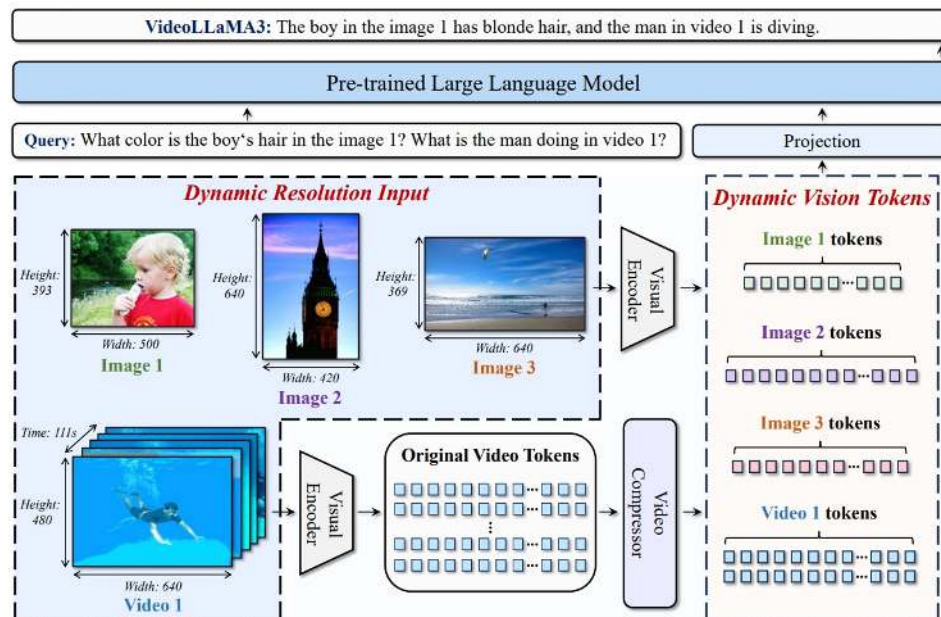 VideoLLaMA3: The boy in the image 1 has blonde hair, and the man in video 1 is diving.
Pre-trained Large Language Model
Query: What color is the boy‘s hair in the image 1? What is the man doing in video 1?
Projection
Dynamic Resolution Input
Dynamic Vision Tokens
Height:
393
Width: 500
Image 1
Height:
640
Width: 420
Image 2
Height:
369
Width: 640
Image 3
Visual
Encoder
Image 1 tokens
...
Image 2 tokens
...
Image 3 tokens
...
Video 1 tokens
...
...
Time: 111s
Height:
480
Width: 640
Video 1
Visual
Encoder
Original Video Tokens
...
...
...
...
...
Video
Compressor